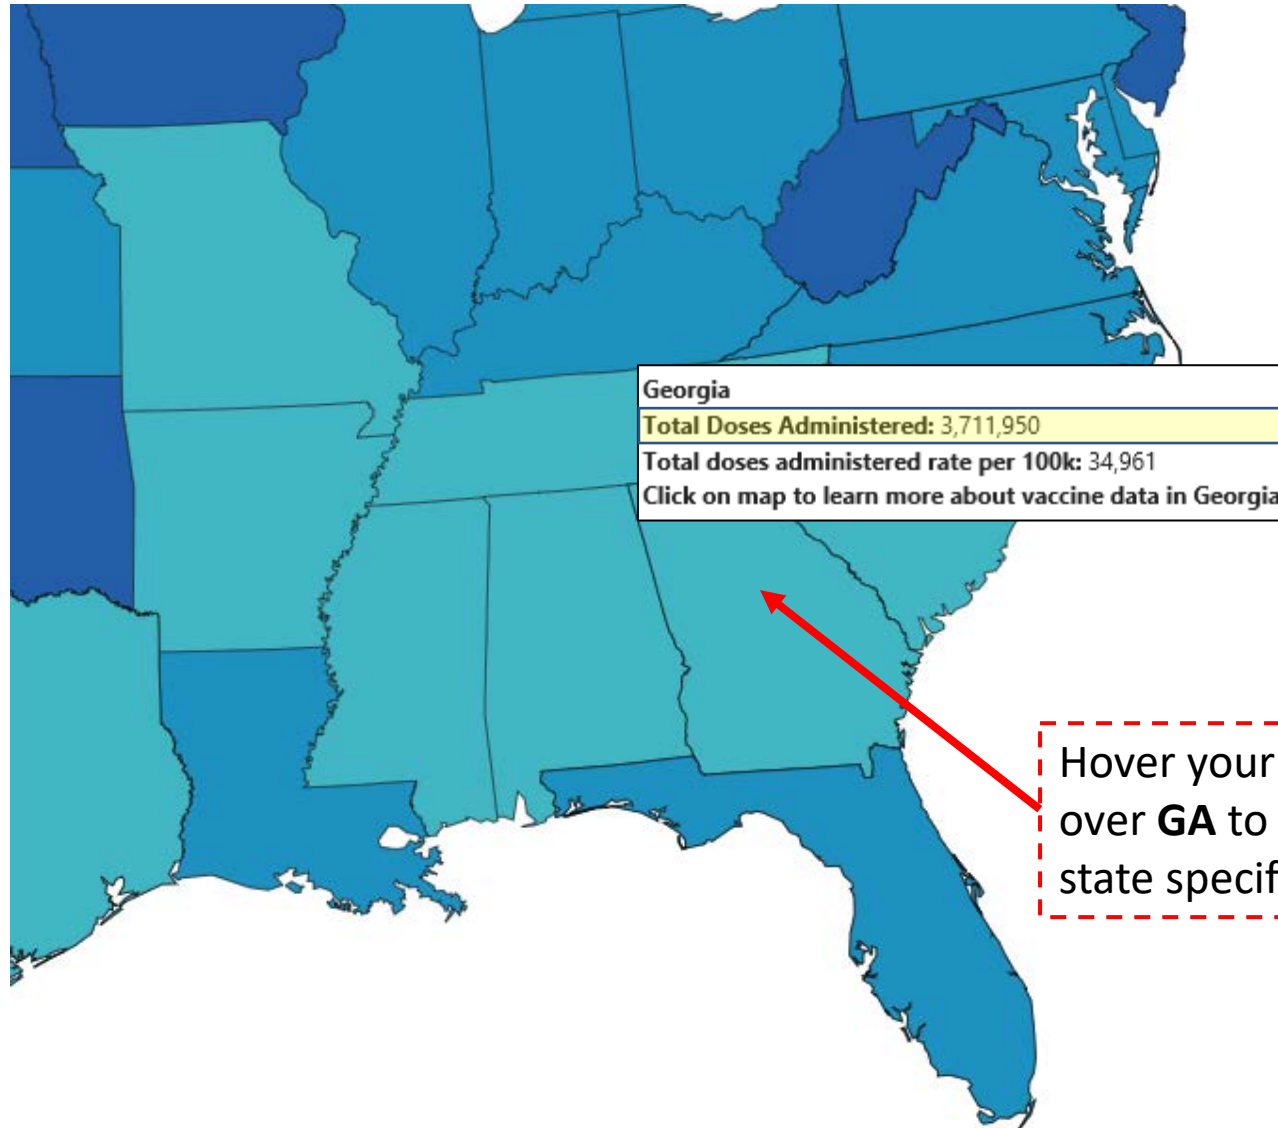 Georgia
Total Doses Administered: 3,711,950
Total doses administered rate per 100k: 34,961
Click on map to learn more about vaccine data in Georgia
Hover your
over GA to
state specif